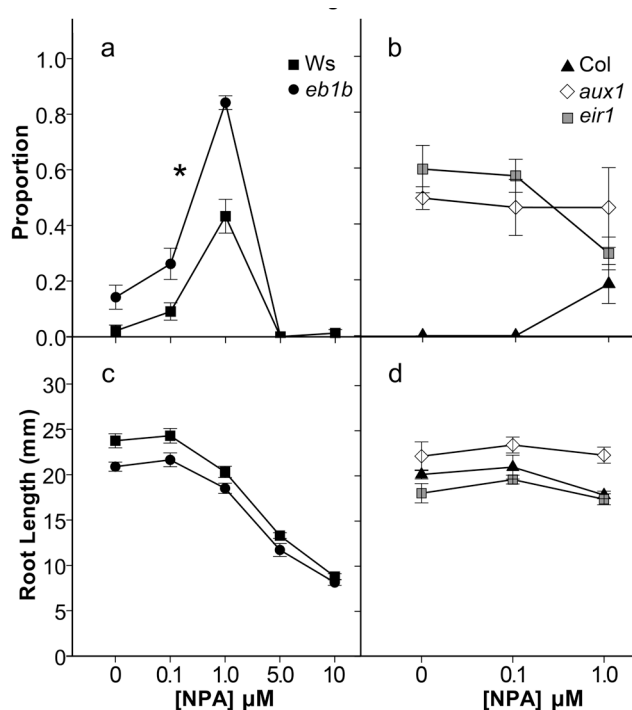 a
Ws
eb1b
*
b
Col
aux1
eir1
Proportion
1.0
0.8
0.6
0.4
0.2
0.0
c
d
Root Length (mm)
30
25
20
15
10
5
0
0 0.1 1.0 5.0 10
[NPA] µM
0 0.1 1.0
[NPA] µM